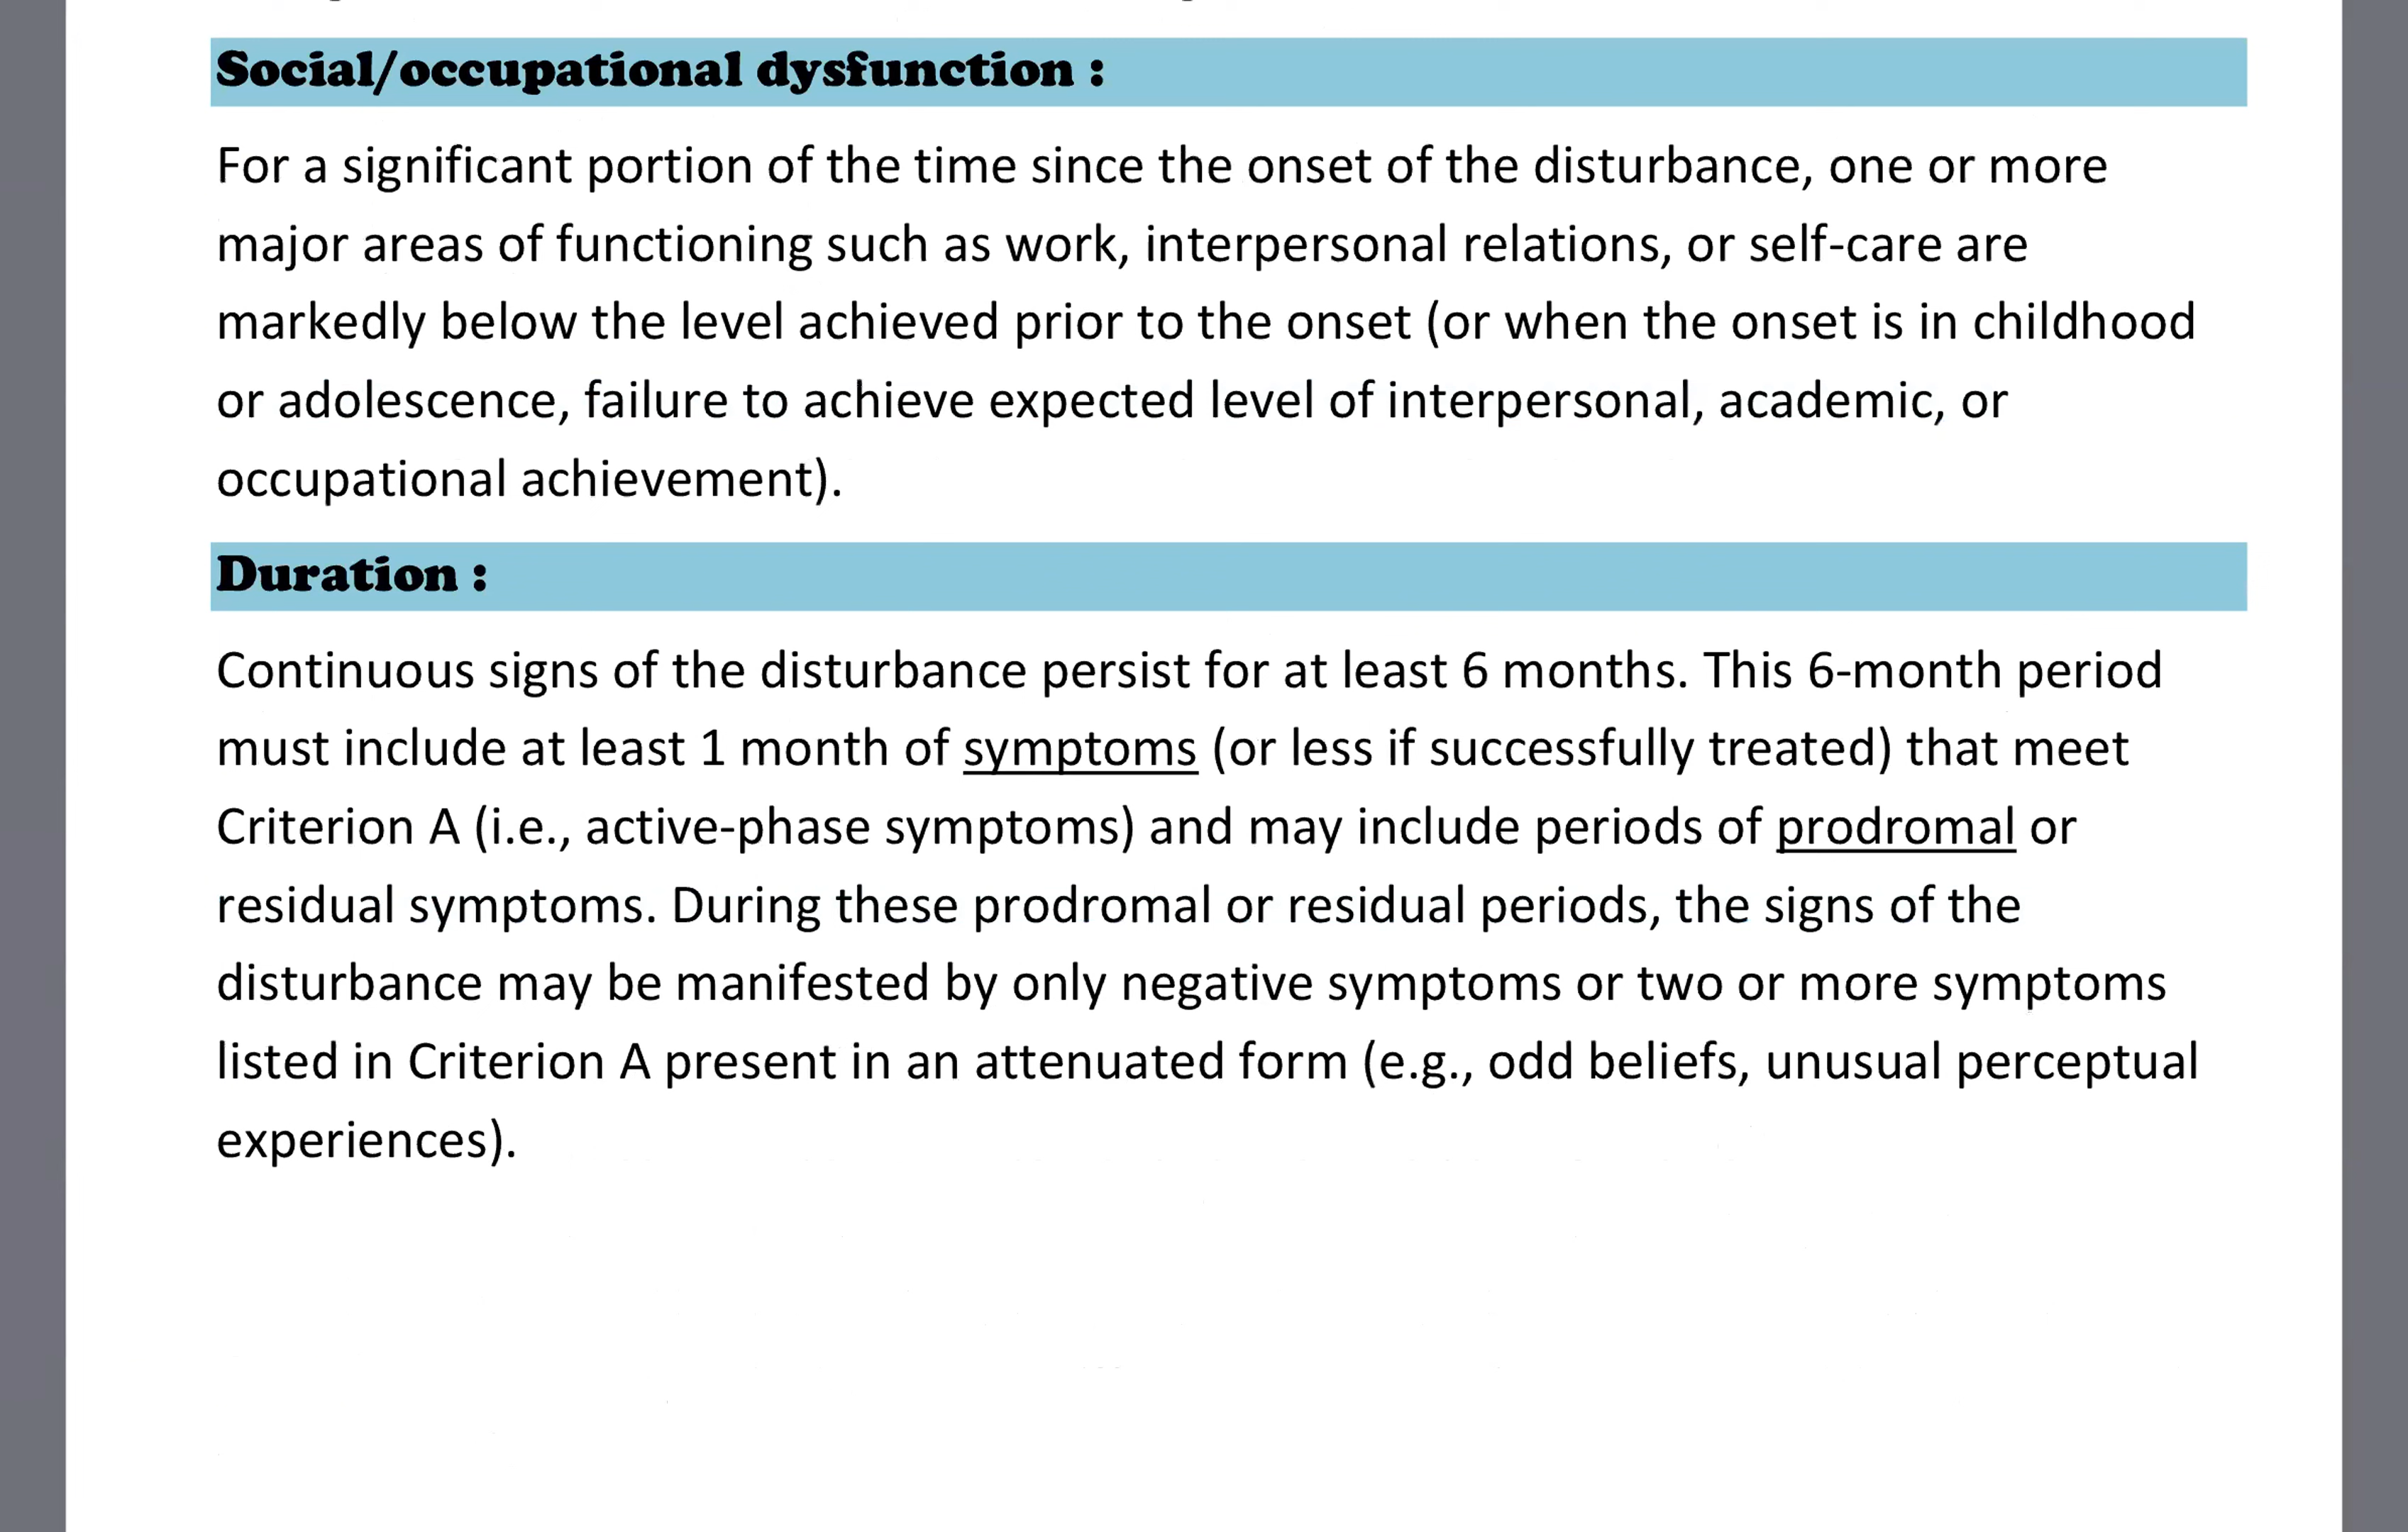 Social/occupational dysfunction :
For a significant portion of the time since the onset of the disturbance, one or more
major areas of functioning such as work, interpersonal relations, or self-care are
markedly below the level achieved prior to the onset (or when the onset is in childhood
or adolescence, failure to achieve expected level of interpersonal, academic, or
occupational achievement).
Duration :
Continuous signs of the disturbance persist for at least 6 months. This 6-month period
must include at least 1 month of symptoms (or less if successfully treated) that meet
Criterion A (i.e., active-phase symptoms) and may include periods of prodromal or
residual symptoms. During these prodromal or residual periods, the signs of the
disturbance may be manifested by only negative symptoms or two or more symptoms
listed in Criterion A present in an attenuated form (e.g., odd beliefs, unusual perceptual
experiences).